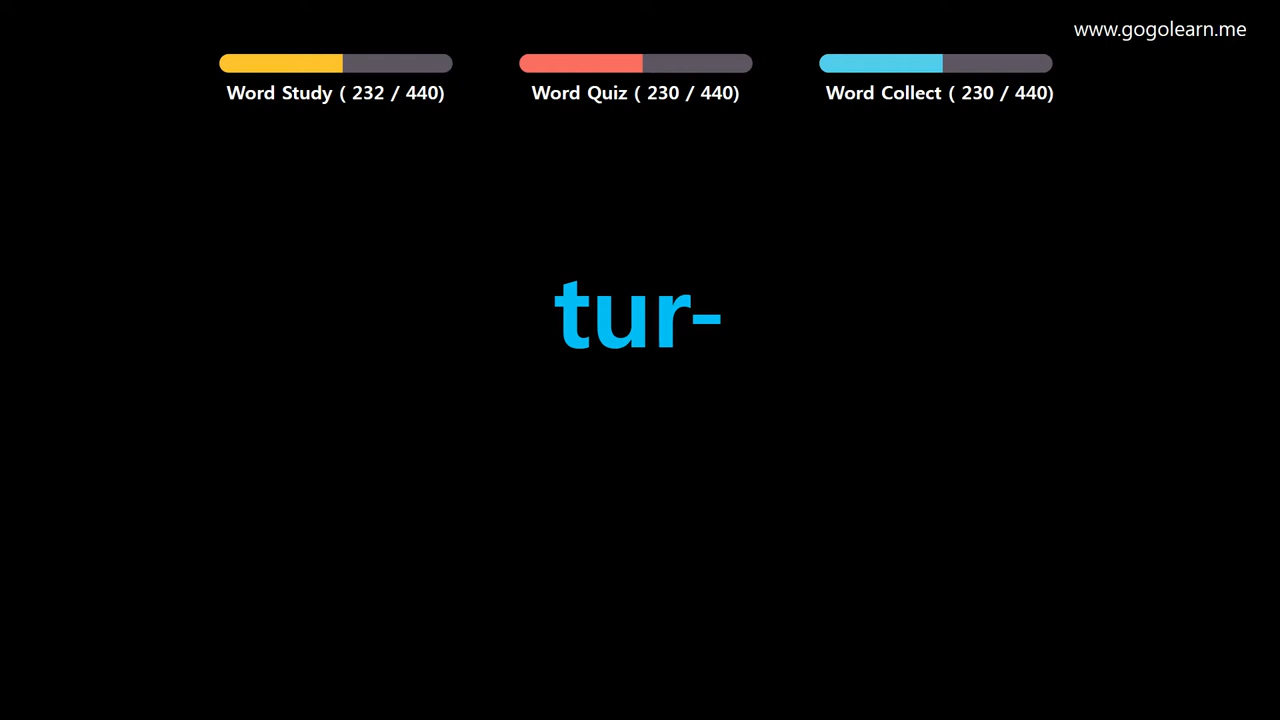 www.gogolearn.me
Word Study ( 232 / 440)
Word Quiz ( 230 / 440)
Word Collect ( 230 / 440)
tur-